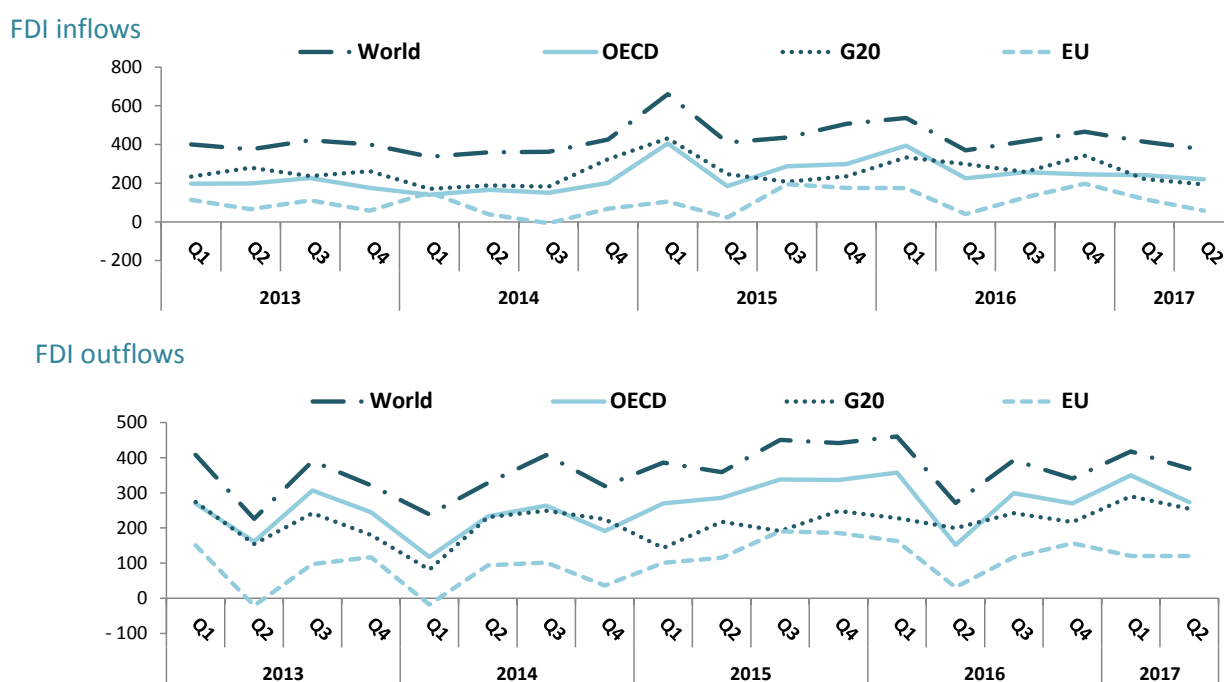 FDI inflows
World OECD G20 EU
800
600
400
200
0
- 200
Q1 Q2 Q3 Q4 Q1 Q2 Q3 Q4 Q1 Q2 Q3 Q4 Q1 Q2 Q3 Q4 Q1 Q2
2013 2014 2015 2016 2017
FDI outflows
World OECD G20 EU
500
400
300
200
100
0
- 100
Q1 Q2 Q3 Q4 Q1 Q2 Q3 Q4 Q1 Q2 Q3 Q4 Q1 Q2 Q3 Q4 Q1 Q2
2013 2014 2015 2016 2017